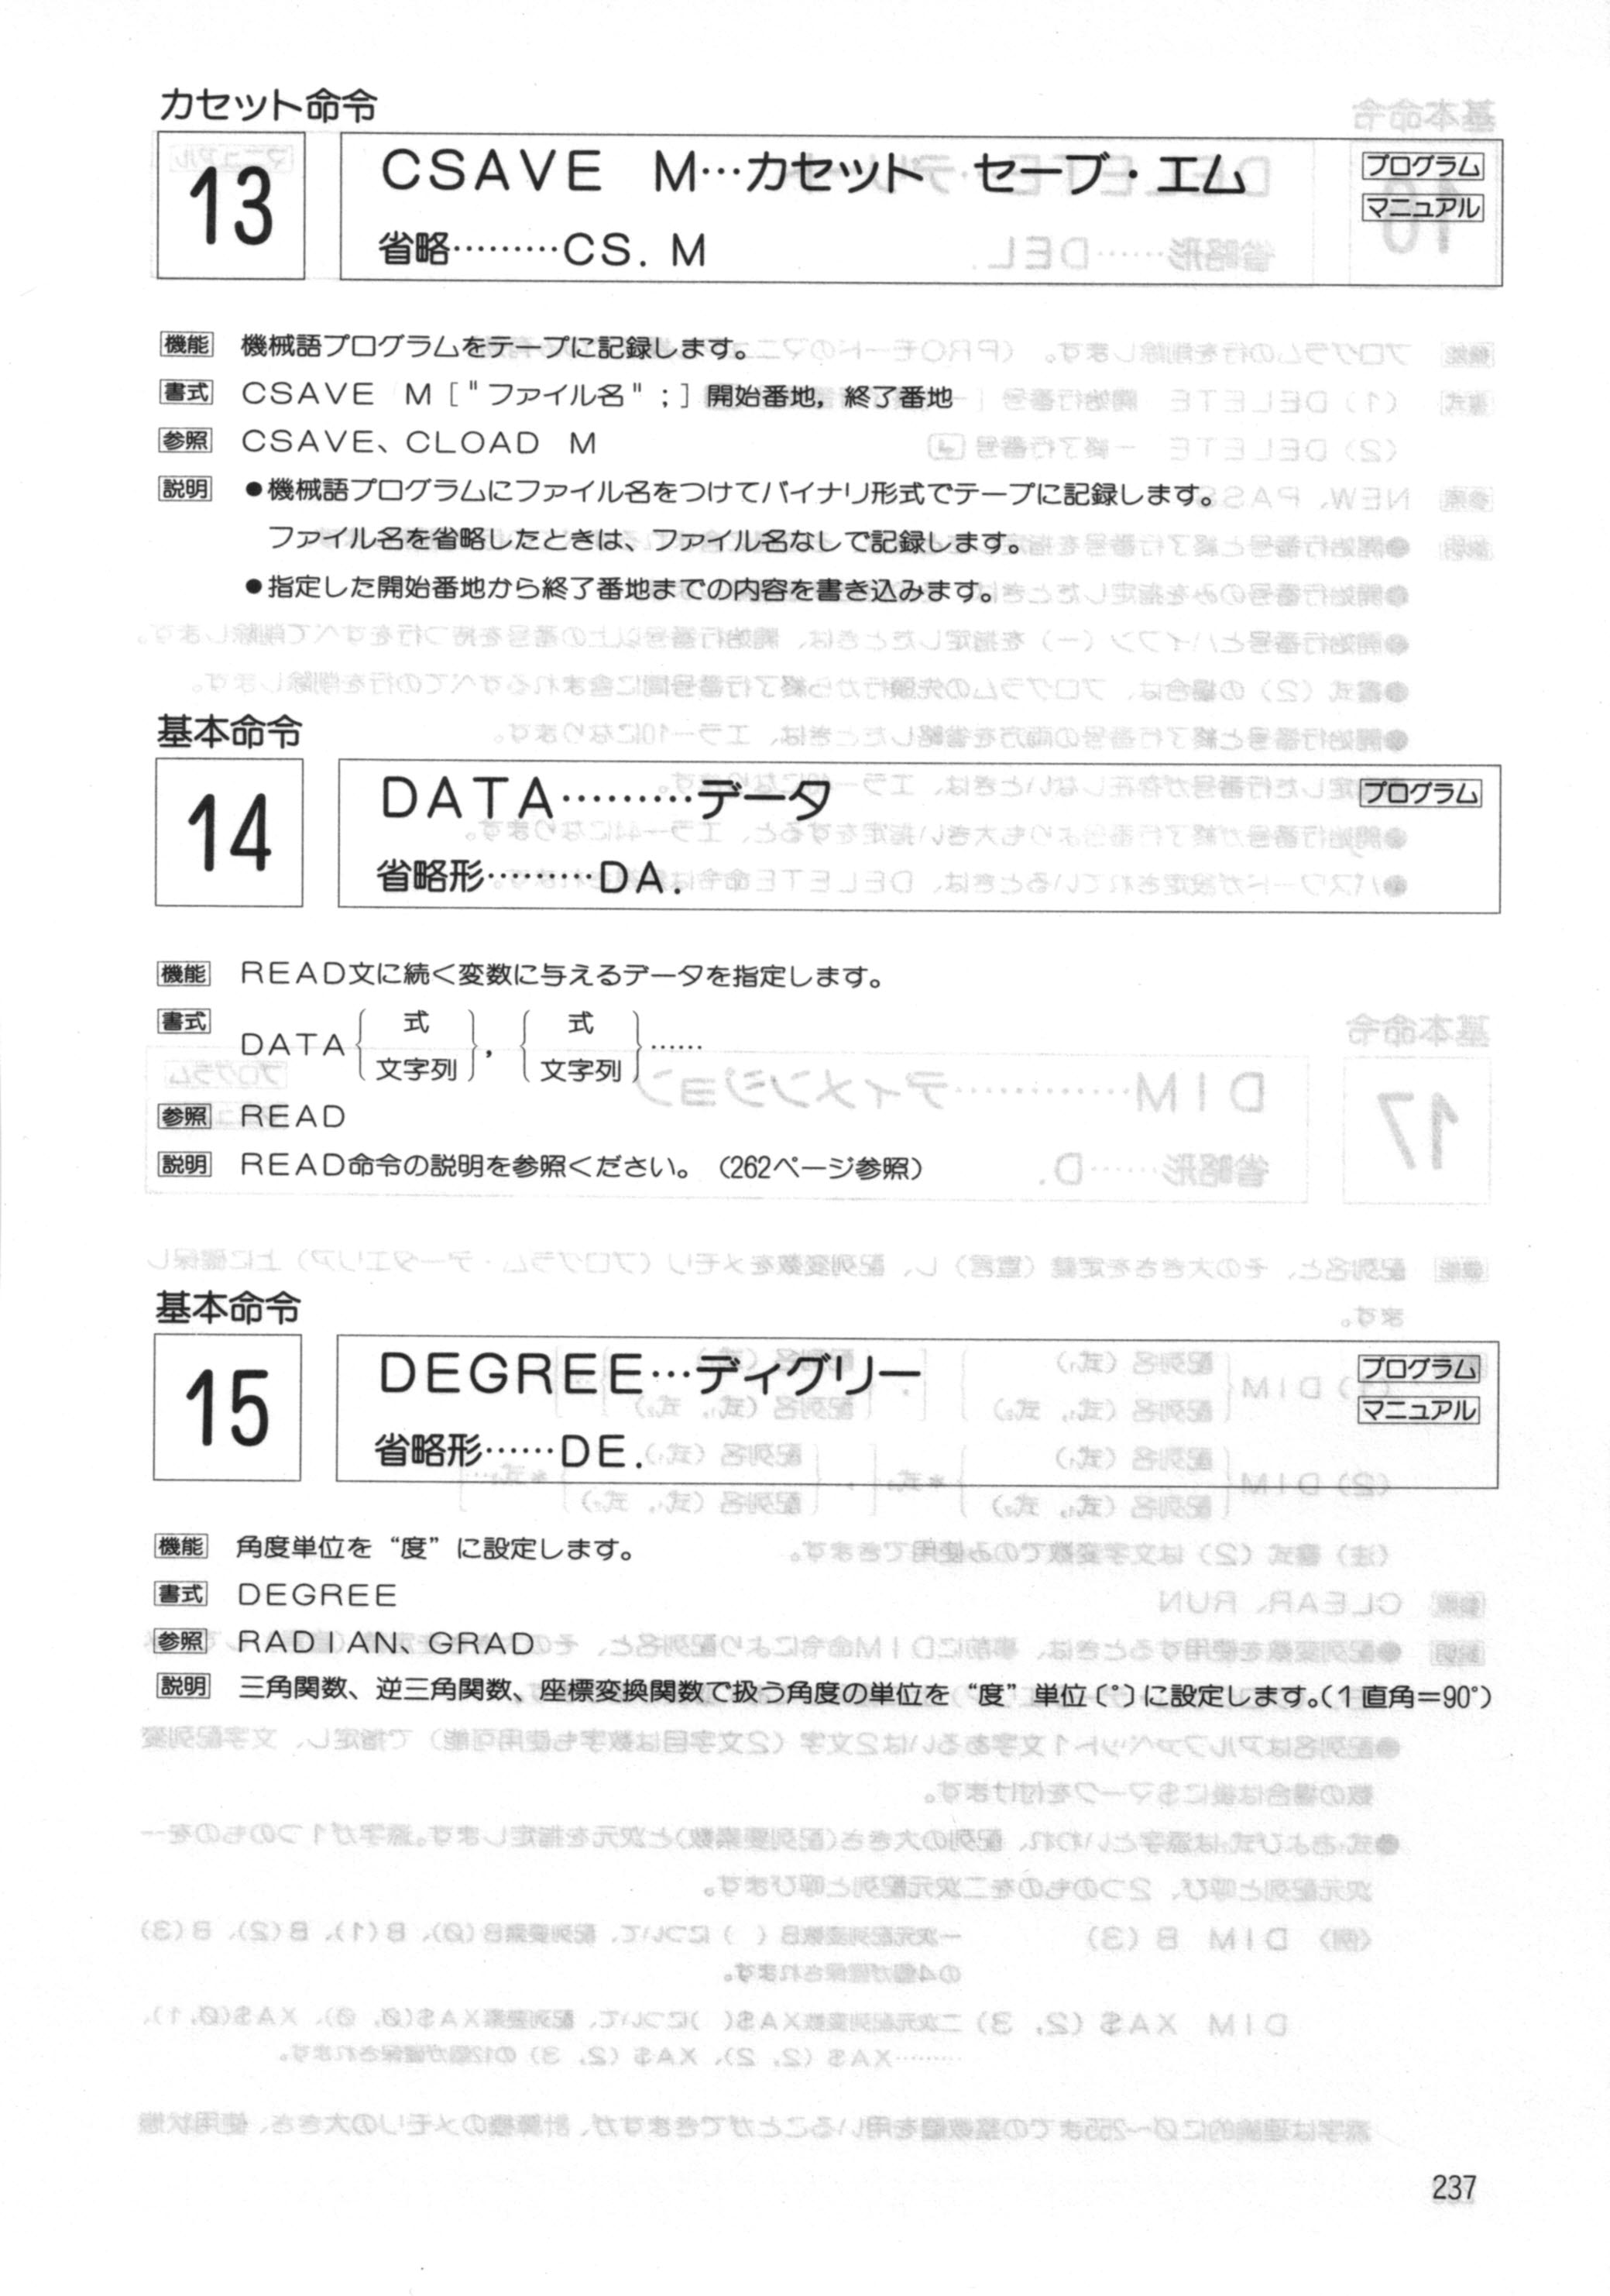 カセット命令
13
CSAVE M…カセット セーブ・エム
プログラム
マニュアル
省略………CS. M
機能 機械語プログラムをテープに記録します。
書式 CSAVE M ["ファイル名";] 開始番地, 終了番地
参照 CSAVE、CLOAD M
説明 ●機械語プログラムにファイル名をつけてバイナリ形式でテープに記録します。
ファイル名を省略したときは、ファイル名なしで記録します。
●指定した開始番地から終了番地までの内容を書き込みます。
基本命令
14
DATA………データ
プログラム
省略形………DA.
機能 READ文に続く変数に与えるデータを指定します。
書式 DATA { 式 文字列 }, { 式 文字列 } ……
参照 READ
説明 READ命令の説明を参照ください。(262ページ参照)
基本命令
15
DEGREE…ディグリー
プログラム
マニュアル
省略形……DE.
機能 角度単位を“度”に設定します。
書式 DEGREE
参照 RADIAN、GRAD
説明 三角関数、逆三角関数、座標変換関数で扱う角度の単位を“度”単位〔°〕に設定します。(1直角=90°)
237